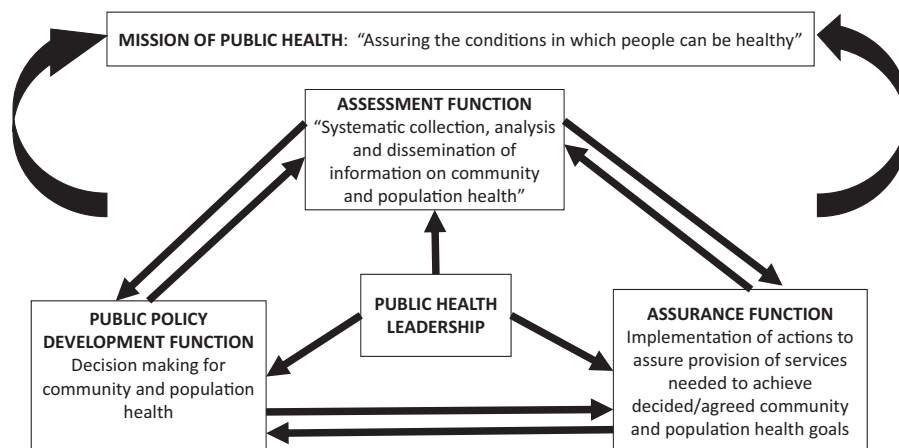 MISSION OF PUBLIC HEALTH: “Assuring the conditions in which people can be healthy”
ASSESSMENT FUNCTION
“Systematic collection, analysis
and dissemination of
information on community
and population health”
PUBLIC HEALTH
LEADERSHIP
PUBLIC POLICY
DEVELOPMENT FUNCTION
Decision making for
community and population
health
ASSURANCE FUNCTION
Implementation of actions to
assure provision of services
needed to achieve
decided/agreed community
and population health goals